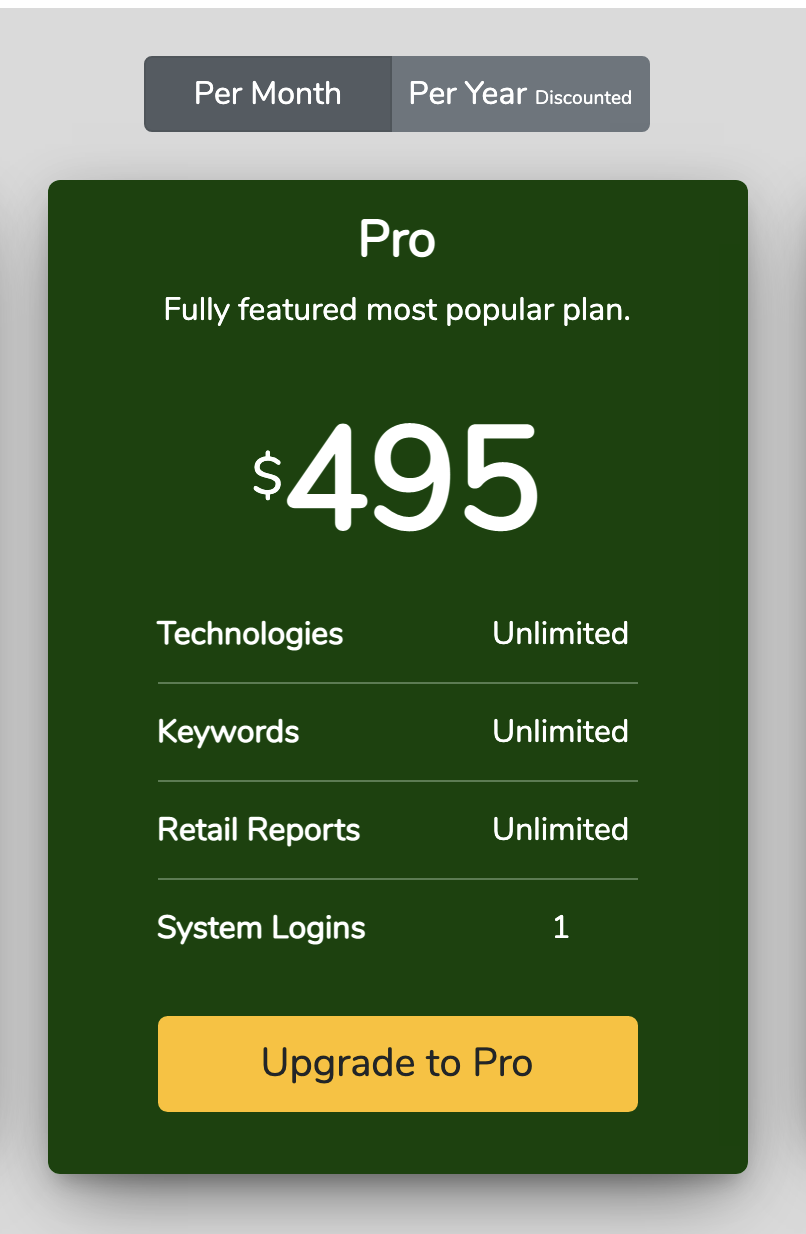 Per Month Per Year Discounted
Pro
Fully featured most popular plan.
$495
Technologies Unlimited
Keywords Unlimited
Retail Reports Unlimited
System Logins 1
Upgrade to Pro